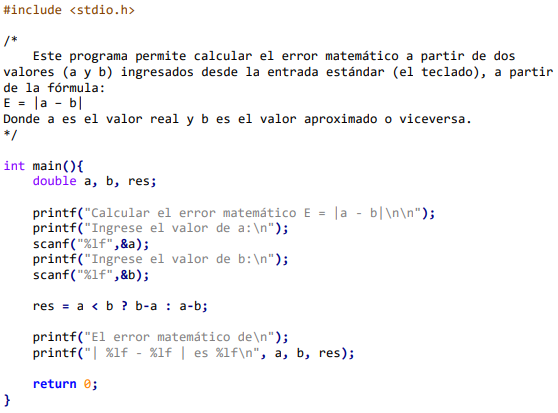 #include <stdio.h>
/*
Este programa permite calcular el error matemático a partir de dos
valores (a y b) ingresados desde la entrada estándar (el teclado), a partir
de la fórmula:
E = |a – b|
Donde a es el valor real y b es el valor aproximado o viceversa.
*/
int main(){
double a, b, res;
printf("Calcular el error matemático E = |a - b|\n\n");
printf("Ingrese el valor de a:\n");
scanf("%lf",&a);
printf("Ingrese el valor de b:\n");
scanf("%lf",&b);
res = a < b ? b-a : a-b;
printf("El error matemático de\n");
printf("| %lf - %lf | es %lf\n", a, b, res);
return 0;
}